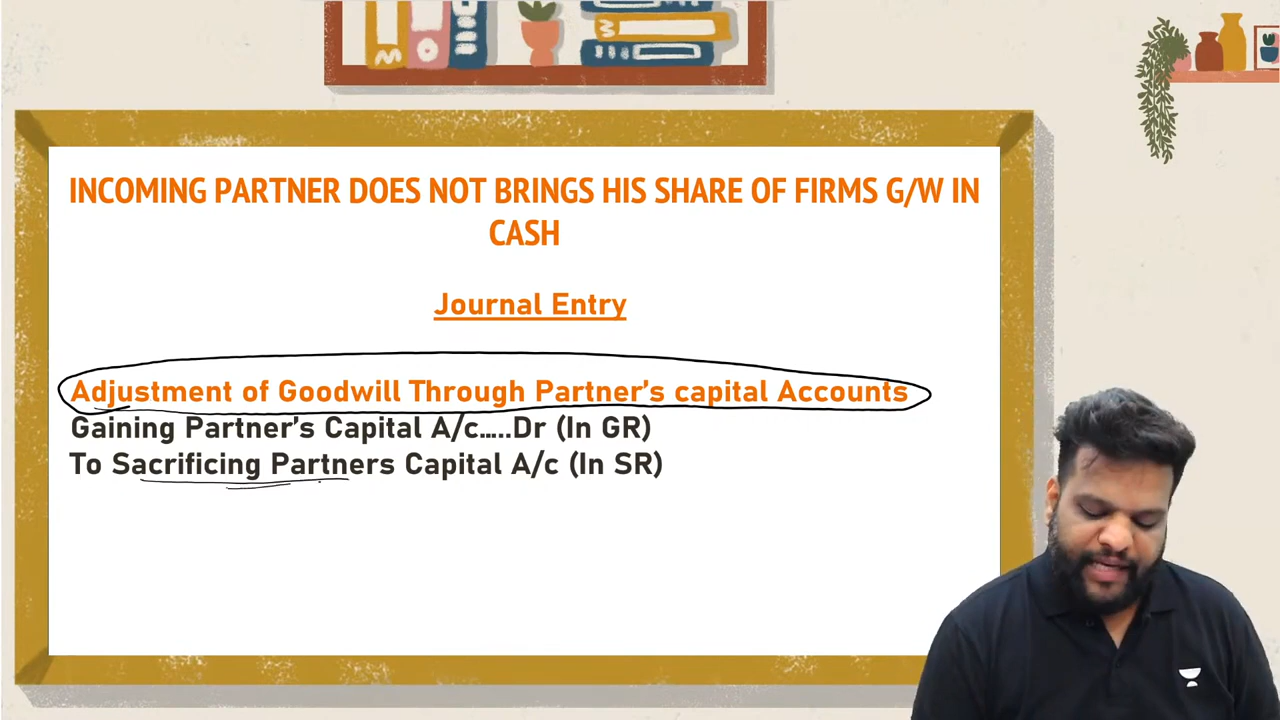 INCOMING PARTNER DOES NOT BRINGS HIS SHARE OF FIRMS G/W IN
CASH
Journal Entry
Adjustment of Goodwill Through Partner's capital Accounts
Gaining Partner's Capital A/c.....Dr (In GR)
To Sacrificing Partners Capital A/c (In SR)